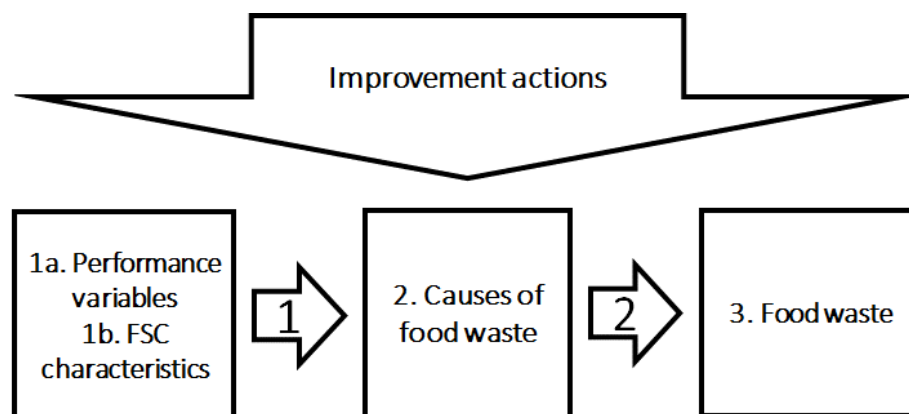 Improvement actions
1a. Performance
variables
1b. FSC
characteristics
1
2. Causes of
food waste
2
3. Food waste